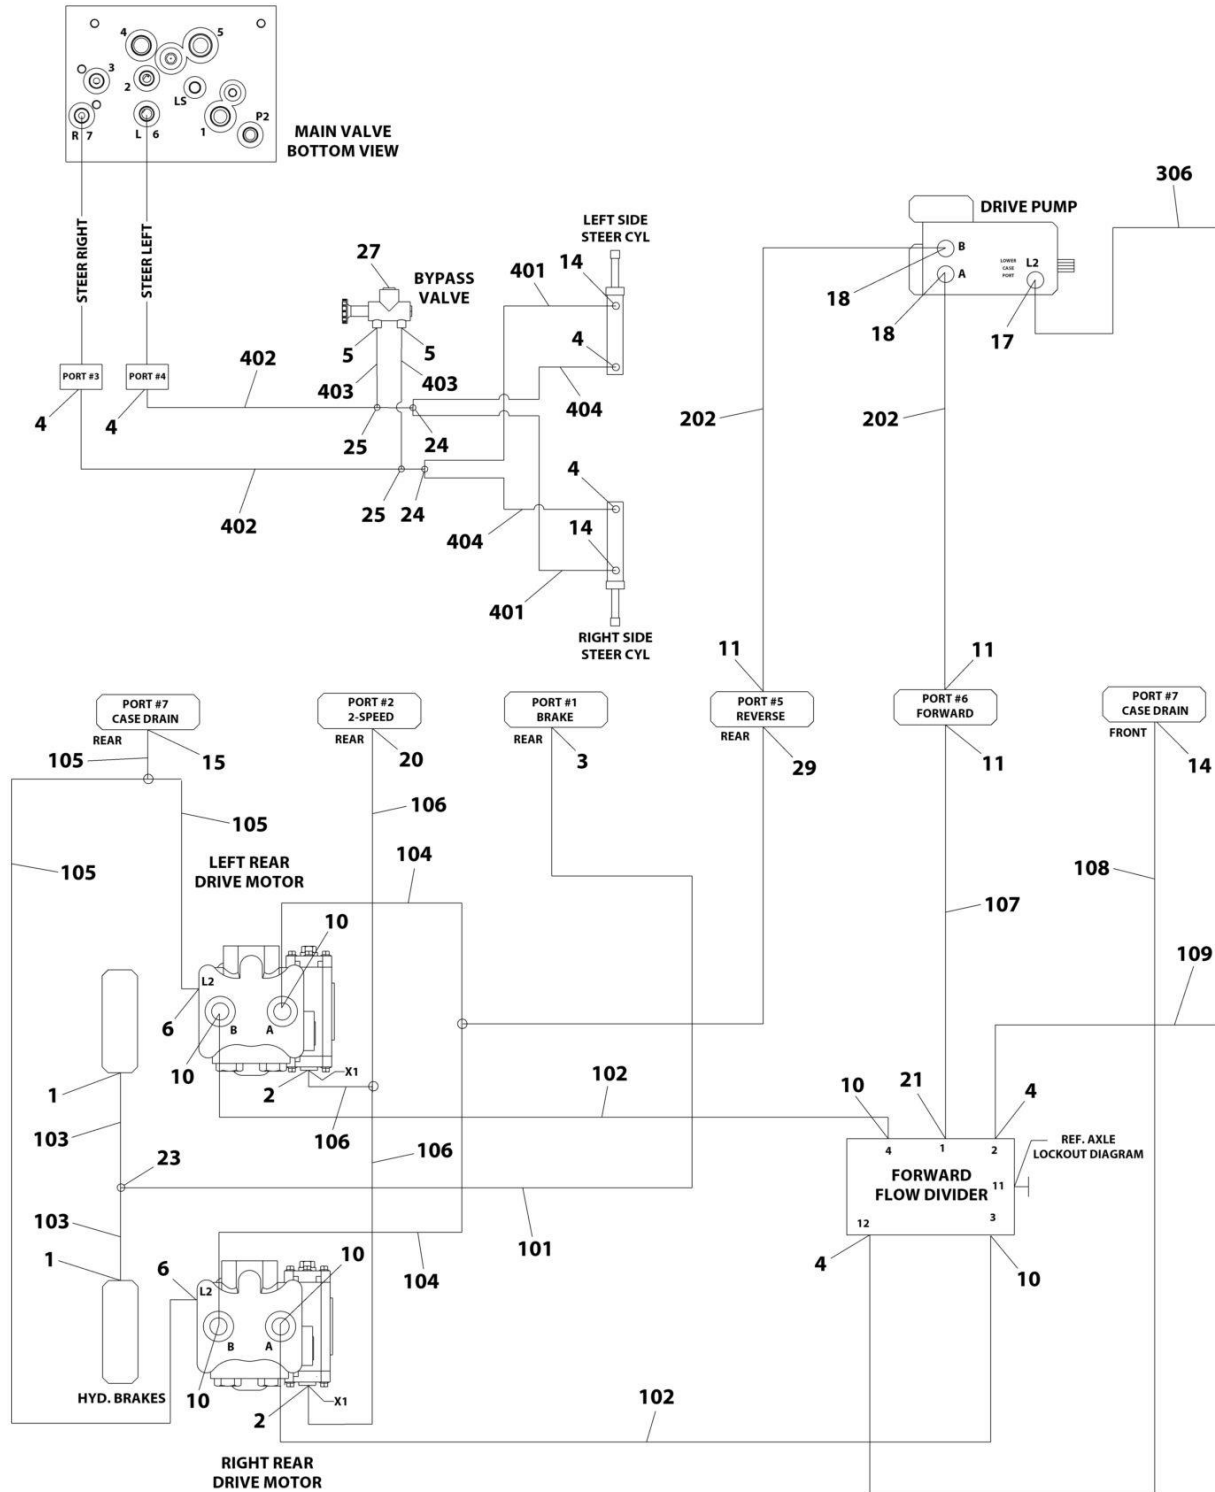 4
5
3
2
LS
P2
1
R 7
L 6
MAIN VALVE
BOTTOM VIEW
306
DRIVE PUMP
LEFT SIDE
STEER CYL
STEER RIGHT
STEER LEFT
27
BYPASS
VALVE
401
14
B
A
LOWER
CASE
PORT
L2
18
18
17
5
5
4
PORT #3
PORT #4
402
403
403
404
4
4
202
202
25
24
4
402
25
24
404
14
401
RIGHT SIDE
STEER CYL
11
11
PORT #7
CASE DRAIN
PORT #2
2-SPEED
PORT #1
BRAKE
PORT #5
REVERSE
PORT #6
FORWARD
PORT #7
CASE DRAIN
REAR
REAR
REAR
REAR
FRONT
105
15
20
3
29
11
14
106
105
105
LEFT REAR
DRIVE MOTOR
104
108
107
10
109
L2
6
B
A
10
1
2
X1
102
10
21
4
103
106
106
4
1
2
REF. AXLE
LOCKOUT DIAGRAM
23
FORWARD
FLOW DIVIDER
11
12
3
103
101
1
6
10
104
4
10
L2
B
A
HYD. BRAKES
10
2
X1
102
RIGHT REAR
DRIVE MOTOR